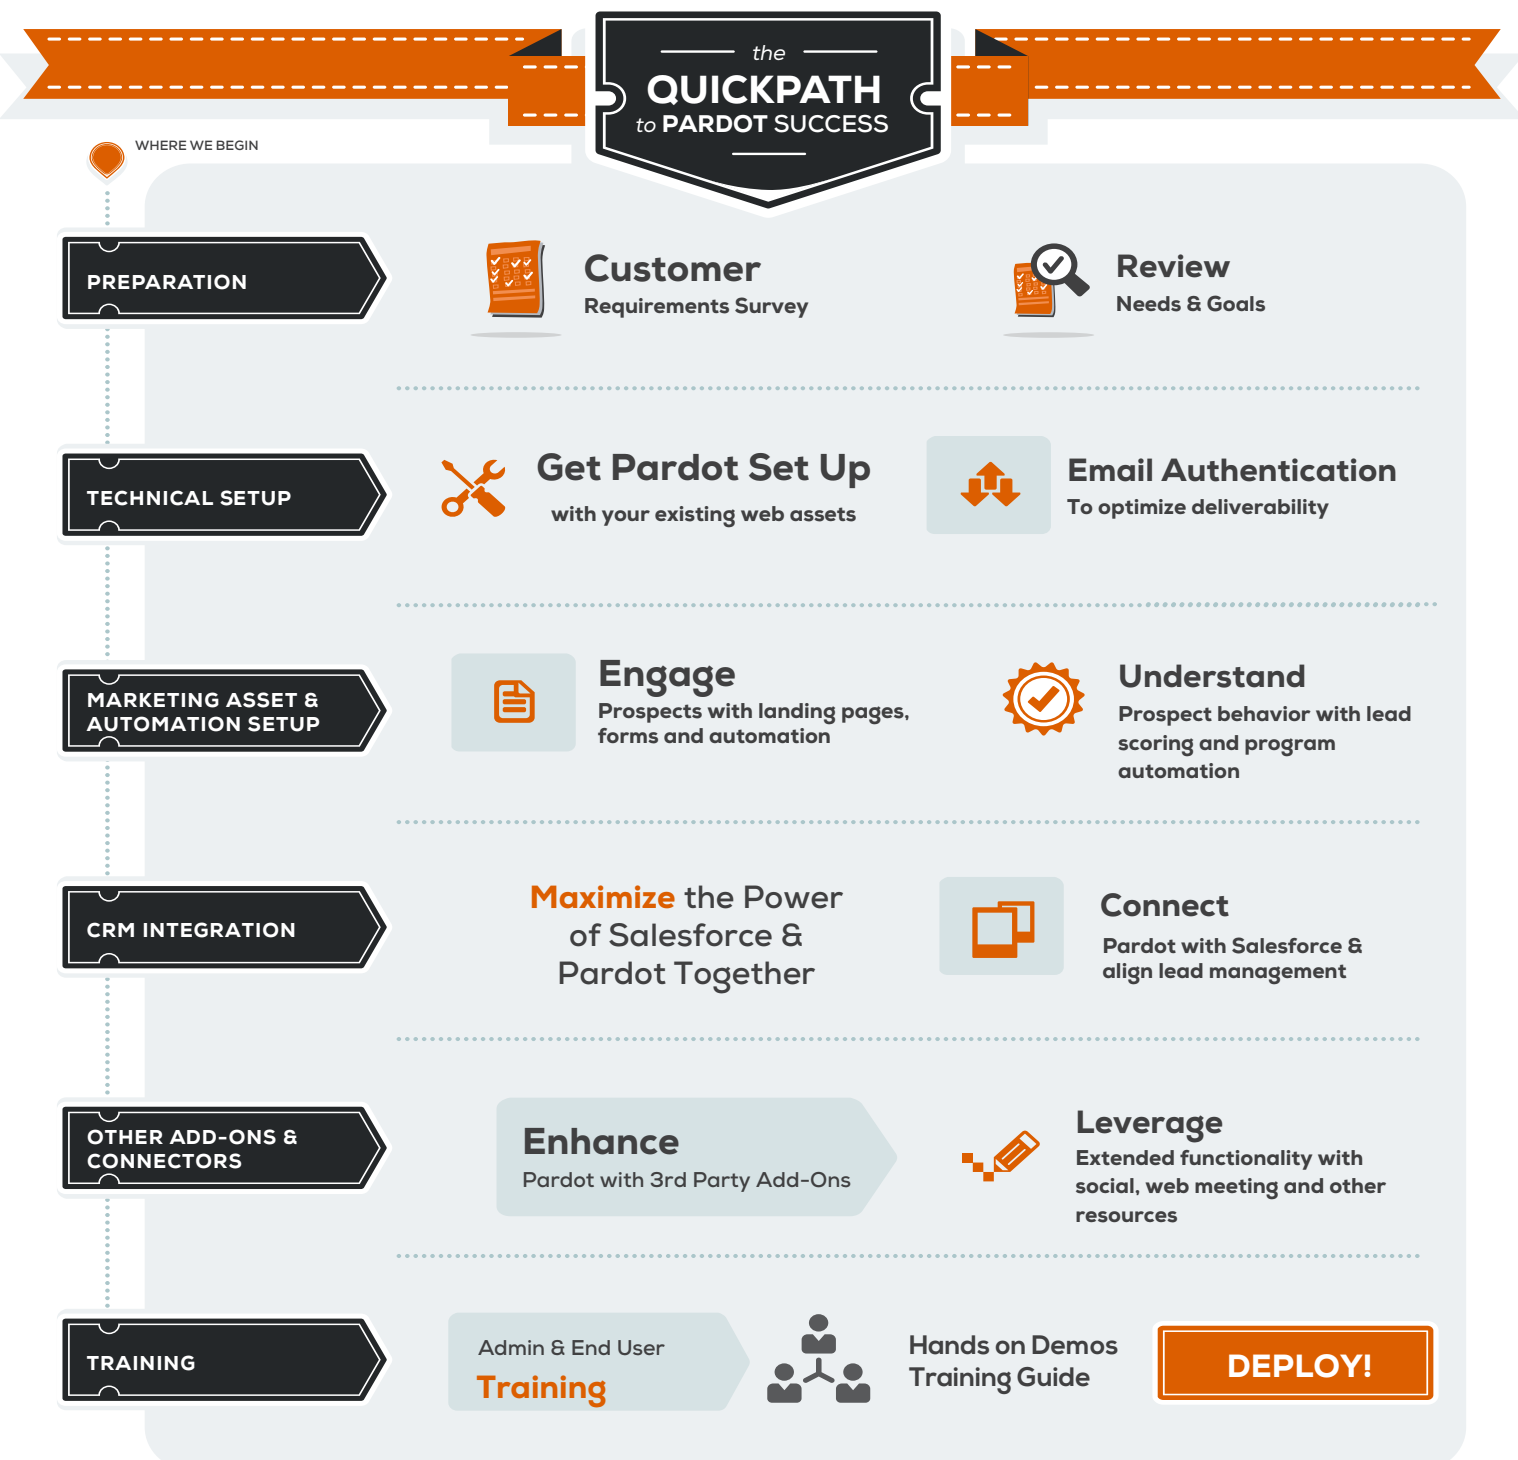 the
QUICKPATH
to PARDOT SUCCESS
WHERE WE BEGIN
PREPARATION
Customer
Requirements Survey
Review
Needs & Goals
TECHNICAL SETUP
Get Pardot Set Up
with your existing web assets
Email Authentication
To optimize deliverability
MARKETING ASSET &
AUTOMATION SETUP
Engage
Prospects with landing pages,
forms and automation
Understand
Prospect behavior with lead
scoring and program
automation
CRM INTEGRATION
Maximize the Power
of Salesforce &
Pardot Together
Connect
Pardot with Salesforce &
align lead management
OTHER ADD-ONS &
CONNECTORS
Enhance
Pardot with 3rd Party Add-Ons
Leverage
Extended functionality with
social, web meeting and other
resources
TRAINING
Admin & End User
Training
Hands on Demos
Training Guide
DEPLOY!